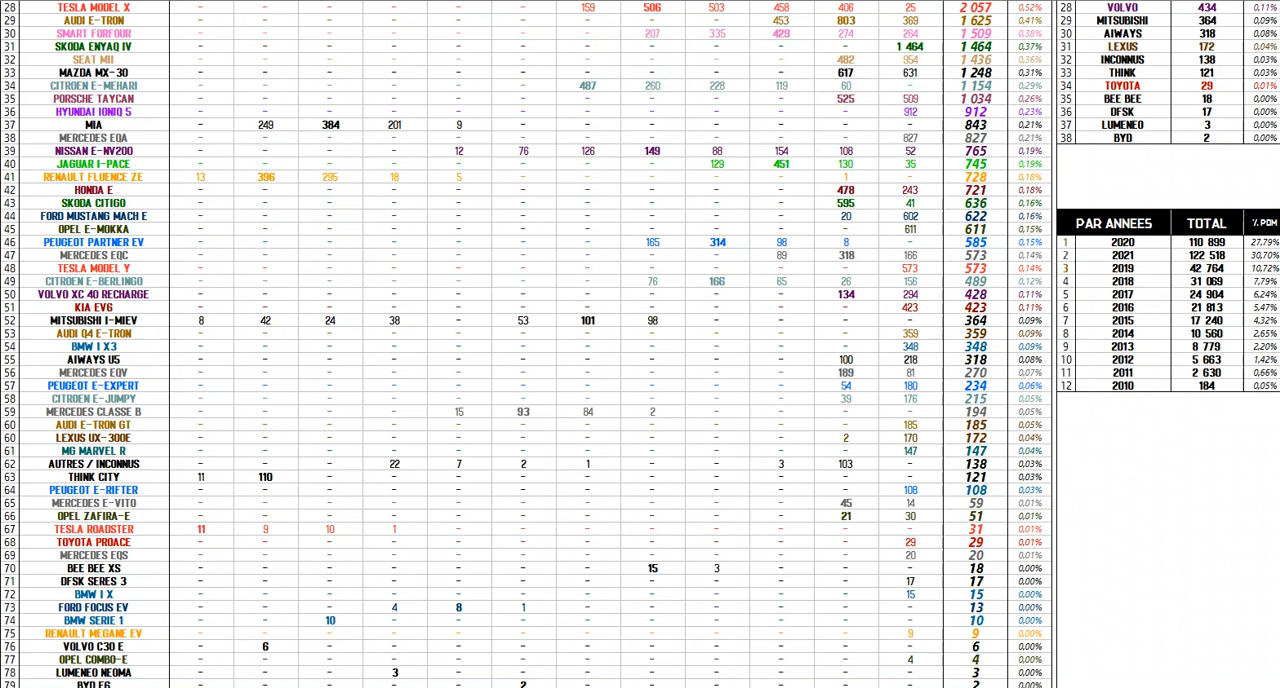 28 TESLA MODEL X - - - - - - 159 506 503 458 406 25 2 057 0,52%
29 AUDI E-TRON - - - - - - - - - 453 803 369 1 625 0,41%
30 SMART FORFOUR - - - - - - - 207 335 429 274 264 1 509 0,38%
31 SKODA ENYAQ IV - - - - - - - - - - - 1 464 1 464 0,37%
32 SEAT MII - - - - - - - - - - 482 954 1 436 0,36%
33 MAZDA MX-30 - - - - - - - - - - 617 631 1 248 0,31%
34 CITROEN E-MEHARI - - - - - - 487 260 228 119 60 - 1 154 0,29%
35 PORSCHE TAYCAN - - - - - - - - - - 525 509 1 034 0,26%
36 HYUNDAI IONIQ 5 - - - - - - - - - - - 912 912 0,23%
37 MIA - 249 384 201 9 - - - - - - - 843 0,21%
38 MERCEDES EQA - - - - - - - - - - - 827 827 0,21%
39 NISSAN E-NV200 - - - - 12 76 126 149 88 154 108 52 765 0,19%
40 JAGUAR I-PACE - - - - - - - - 129 451 130 35 745 0,19%
41 RENAULT FLUENCE ZE 13 396 295 18 5 - - - - - 1 - 728 0,18%
42 HONDA E - - - - - - - - - - 478 243 721 0,18%
43 SKODA CITIGO - - - - - - - - - - 595 41 636 0,16%
44 FORD MUSTANG MACH E - - - - - - - - - - 20 602 622 0,16%
45 OPEL E-MOKKA - - - - - - - - - - - 611 611 0,15%
46 PEUGEOT PARTNER EV - - - - - - - 165 314 98 8 - 585 0,15%
47 MERCEDES EQC - - - - - - - - - 89 318 166 573 0,14%
48 TESLA MODEL Y - - - - - - - - - - - 573 573 0,14%
49 CITROEN E-BERLINGO - - - - - - - 76 166 65 26 156 489 0,12%
50 VOLVO XC 40 RECHARGE - - - - - - - - - - 134 294 428 0,11%
51 KIA EV6 - - - - - - - - - - - 423 423 0,11%
52 MITSUBISHI I-MIEV 8 42 24 38 - 53 101 98 - - - - 364 0,09%
53 AUDI Q4 E-TRON - - - - - - - - - - - 359 359 0,09%
54 BMW I X3 - - - - - - - - - - - 348 348 0,09%
55 AIWAYS U5 - - - - - - - - - - 100 218 318 0,08%
56 MERCEDES EQV - - - - - - - - - - 189 81 270 0,07%
57 PEUGEOT E-EXPERT - - - - - - - - - - 54 180 234 0,06%
58 CITROEN E-JUMPY - - - - - - - - - - 39 176 215 0,05%
59 MERCEDES CLASSE B - - - - 15 93 84 2 - - - - 194 0,05%
60 AUDI E-TRON GT - - - - - - - - - - - 185 185 0,05%
60 LEXUS UX-300E - - - - - - - - - - 2 170 172 0,04%
61 MG MARVEL R - - - - - - - - - - - 147 147 0,04%
62 AUTRES / INCONNUS - - - 22 7 2 1 - - 3 103 - 138 0,03%
63 THINK CITY 11 110 - - - - - - - - - - 121 0,03%
64 PEUGEOT E-RIFTER - - - - - - - - - - - 108 108 0,03%
65 MERCEDES E-VITO - - - - - - - - - - 45 14 59 0,01%
66 OPEL ZAFIRA-E - - - - - - - - - - 21 30 51 0,01%
67 TESLA ROADSTER 11 9 10 1 - - - - - - - - 31 0,01%
68 TOYOTA PROACE - - - - - - - - - - - 29 29 0,01%
69 MERCEDES EQS - - - - - - - - - - - 20 20 0,01%
70 BEE BEE XS - - - - - - - 15 3 - - - 18 0,00%
71 DFSK SERES 3 - - - - - - - - - - - 17 17 0,00%
72 BMW I X - - - - - - - - - - - 15 15 0,00%
73 FORD FOCUS EV - - - 4 8 1 - - - - - - 13 0,00%
74 BMW SERIE 1 - - 10 - - - - - - - - - 10 0,00%
75 RENAULT MEGANE EV - - - - - - - - - - - 9 9 0,00%
76 VOLVO C30 E - 6 - - - - - - - - - - 6 0,00%
77 OPEL COMBO-E - - - - - - - - - - - 4 4 0,00%
78 LUMENEO NEOMA - - - 3 - - - - - - - - 3 0,00%
79 BYD E6 - - - - - 2 - - - - - - 2 0,00%
28 VOLVO 434 0,11%
29 MITSUBISHI 364 0,09%
30 AIWAYS 318 0,08%
31 LEXUS 172 0,04%
32 INCONNUS 138 0,03%
33 THINK 121 0,03%
34 TOYOTA 29 0,01%
35 BEE BEE 18 0,00%
36 DFSK 17 0,00%
37 LUMENEO 3 0,00%
38 BYD 2 0,00%
PAR ANNEES TOTAL % PDM
1 2020 110 899 27,79%
2 2021 122 518 30,70%
3 2019 42 764 10,72%
4 2018 31 069 7,79%
5 2017 24 904 6,24%
6 2016 21 813 5,47%
7 2015 17 240 4,32%
8 2014 10 560 2,65%
9 2013 8 779 2,20%
10 2012 5 663 1,42%
11 2011 2 630 0,66%
12 2010 184 0,05%